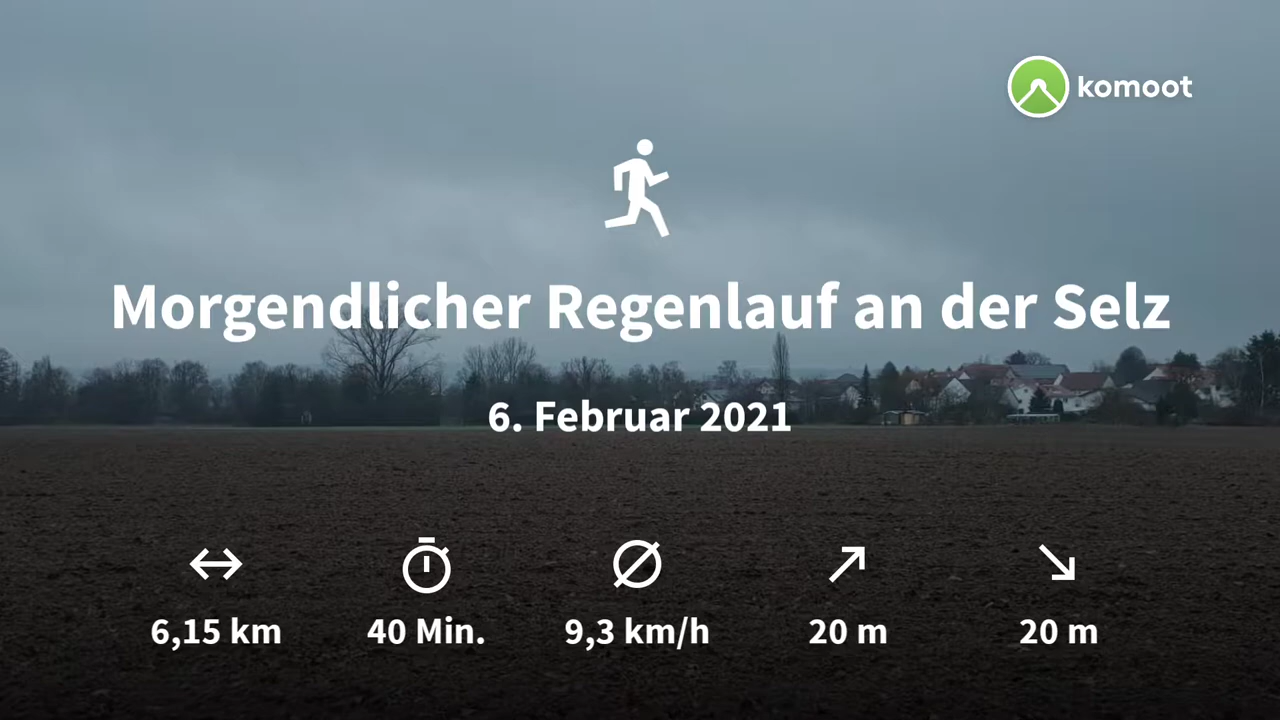 komoot
Morgendlicher Regenlauf an der Selz
6. Februar 2021
6,15 km
40 Min.
9,3 km/h
20 m
20 m